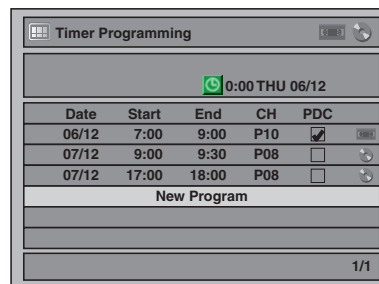 Timer Programming
0:00 THU 06/12
Date Start End CH PDC
06/12 7:00 9:00 P10
07/12 9:00 9:30 P08
07/12 17:00 18:00 P08
New Program
1/1